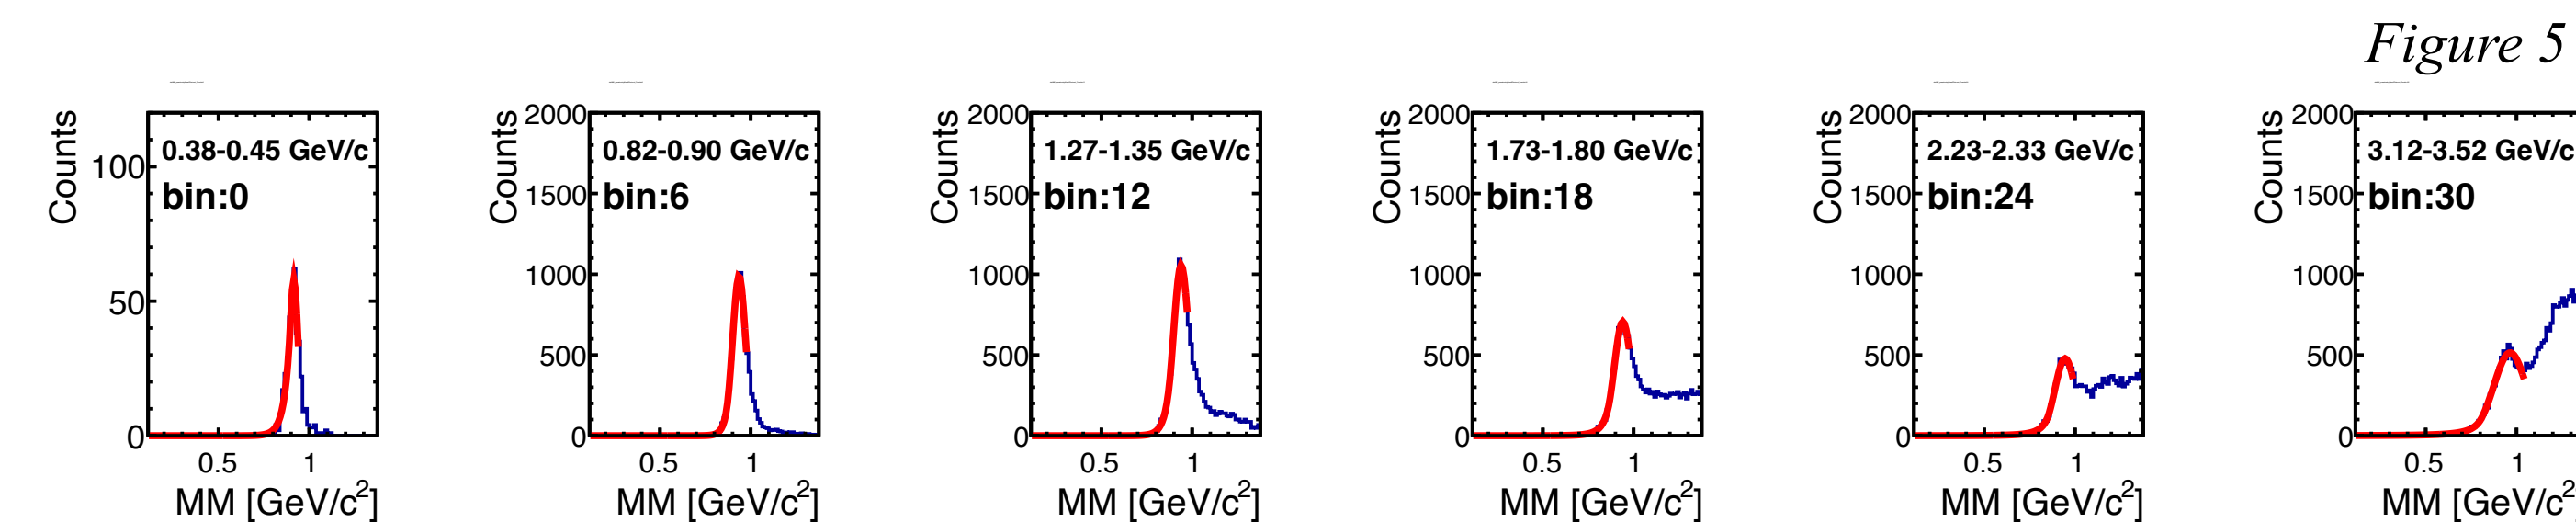 Figure 5
Counts
100
50
0
0.38-0.45 GeV/c
bin:0
0.5 1
MM [GeV/c²]
Counts
2000
1500
1000
500
0
0.82-0.90 GeV/c
bin:6
0.5 1
MM [GeV/c²]
Counts
2000
1500
1000
500
0
1.27-1.35 GeV/c
bin:12
0.5 1
MM [GeV/c²]
Counts
2000
1500
1000
500
0
1.73-1.80 GeV/c
bin:18
0.5 1
MM [GeV/c²]
Counts
2000
1500
1000
500
0
2.23-2.33 GeV/c
bin:24
0.5 1
MM [GeV/c²]
Counts
2000
1500
1000
500
0
3.12-3.52 GeV/c
bin:30
0.5 1
MM [GeV/c²